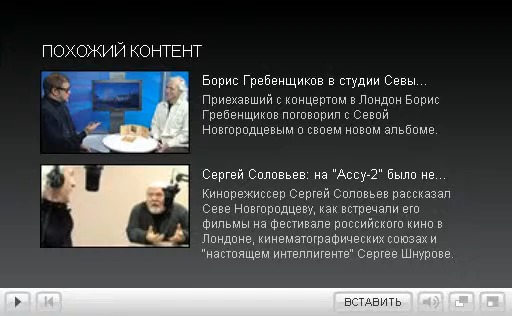 ПОХОЖИЙ КОНТЕНТ
Борис Гребенщиков в студии Севы...
Приехавший с концертом в Лондон Борис
Гребенщиков поговорил с Севой
Новгородцевым о своем новом альбоме.
Сергей Соловьев: на "Ассу-2" было не...
Кинорежиссер Сергей Соловьев рассказал
Севе Новгородцеву, как встречали его
фильмы на фестивале российского кино в
Лондоне, кинематографических союзах и
"настоящем интеллигенте" Сергее Шнурове.
ВСТАВИТЬ